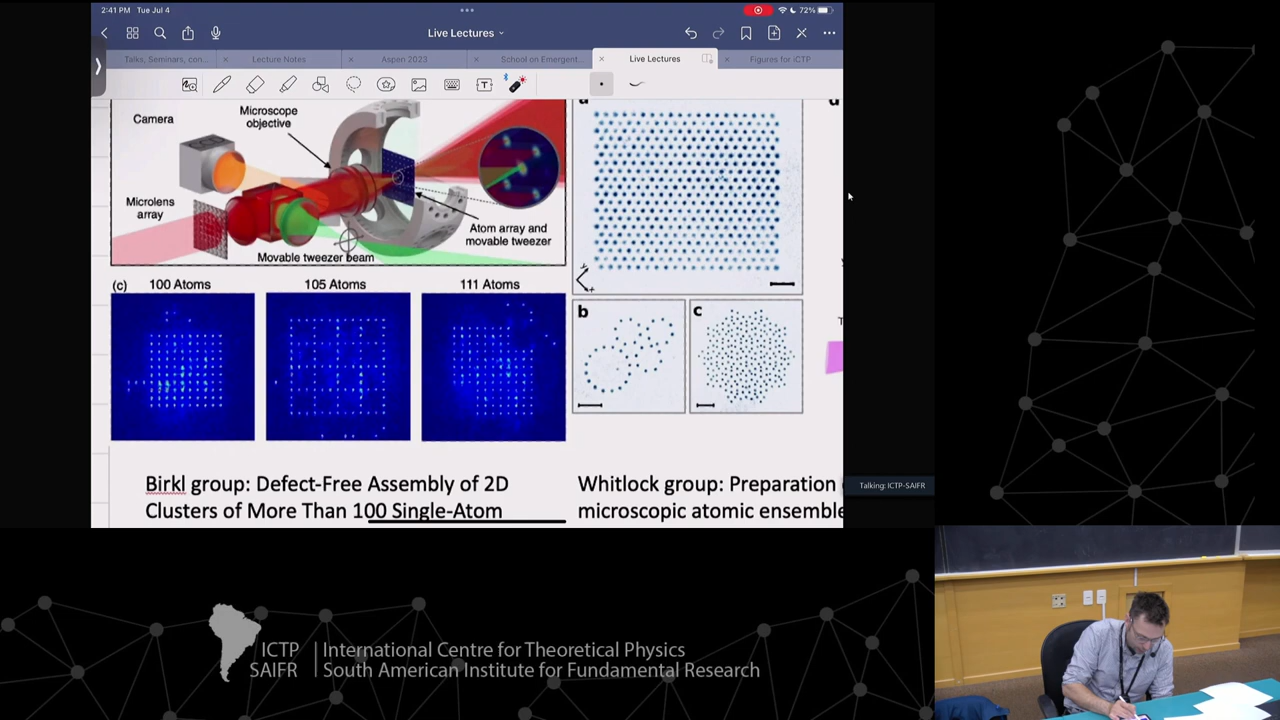 2:41 PM Tue Jul 4
72%
Live Lectures
Talks, Seminars, con...
Lecture Notes
Aspen 2023
School on Emergent...
Live Lectures
Figures for iCTP
Camera
Microscope
objective
Microlens
array
Atom array and
movable tweezer
Movable tweezer beam
(c) 100 Atoms 105 Atoms 111 Atoms
b
c
Birkl group: Defect-Free Assembly of 2D
Clusters of More Than 100 Single-Atom
Whitlock group: Preparation
microscopic atomic ensemble
Talking: ICTP-SAIFR
ICTP
SAIFR
International Centre for Theoretical Physics
South American Institute for Fundamental Research